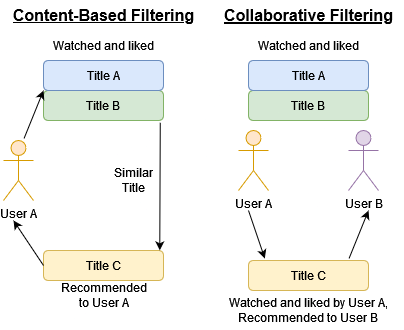 Content-Based Filtering
Watched and liked
Title A
Title B
User A
Similar
Title
Title C
Recommended
to User A
Collaborative Filtering
Watched and liked
Title A
Title B
User A
User B
Title C
Watched and liked by User A,
Recommended to User B